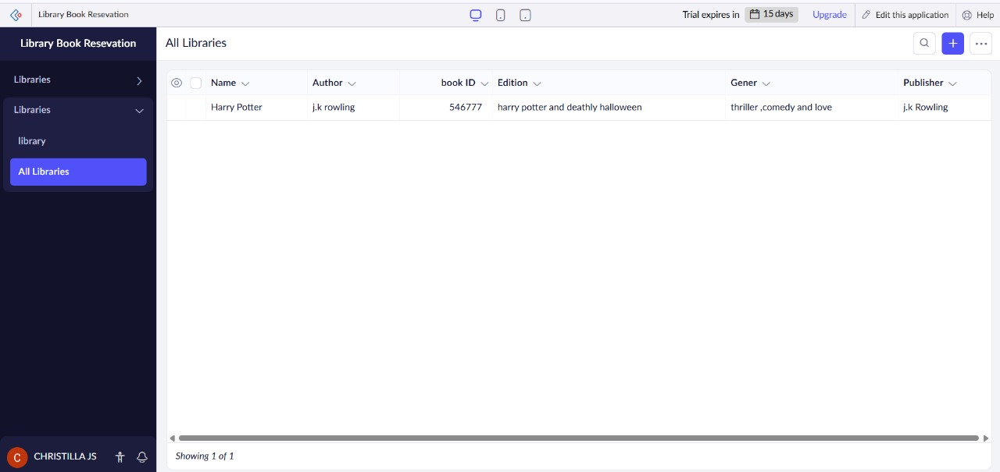 Library Book Resevation
Trial expires in 15 days Upgrade Edit this application Help
Library Book Resevation
Libraries
Libraries
library
All Libraries
C CHRISTILLA JS
All Libraries
Name Author book ID Edition Gener Publisher
Harry Potter j.k rowling 546777 harry potter and deathly halloween thriller ,comedy and love j.k Rowling
Showing 1 of 1